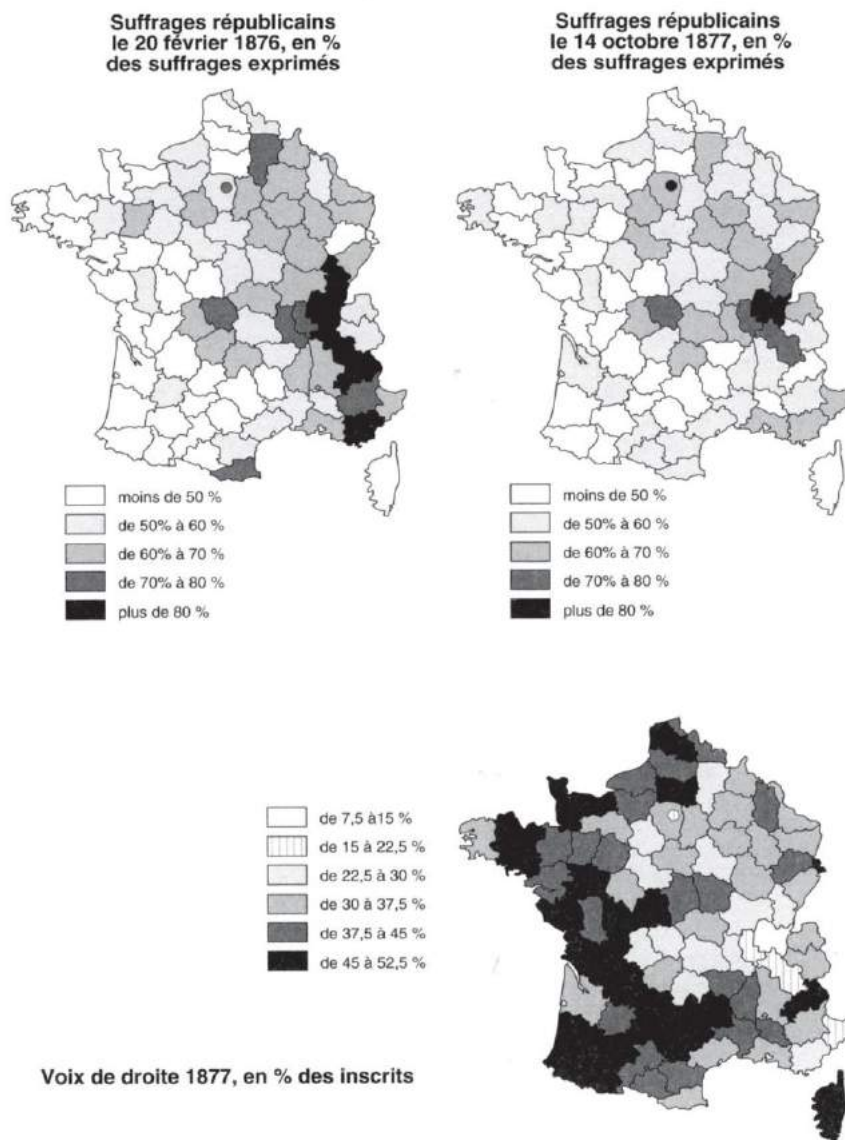 Suffrages républicains
le 20 février 1876, en %
des suffrages exprimés
Suffrages républicains
le 14 octobre 1877, en %
des suffrages exprimés
moins de 50 %
de 50% à 60 %
de 60% à 70 %
de 70% à 80 %
plus de 80 %
moins de 50 %
de 50% à 60 %
de 60% à 70 %
de 70% à 80 %
plus de 80 %
de 7,5 à15 %
de 15 à 22,5 %
de 22,5 à 30 %
de 30 à 37,5 %
de 37,5 à 45 %
de 45 à 52,5 %
Voix de droite 1877, en % des inscrits